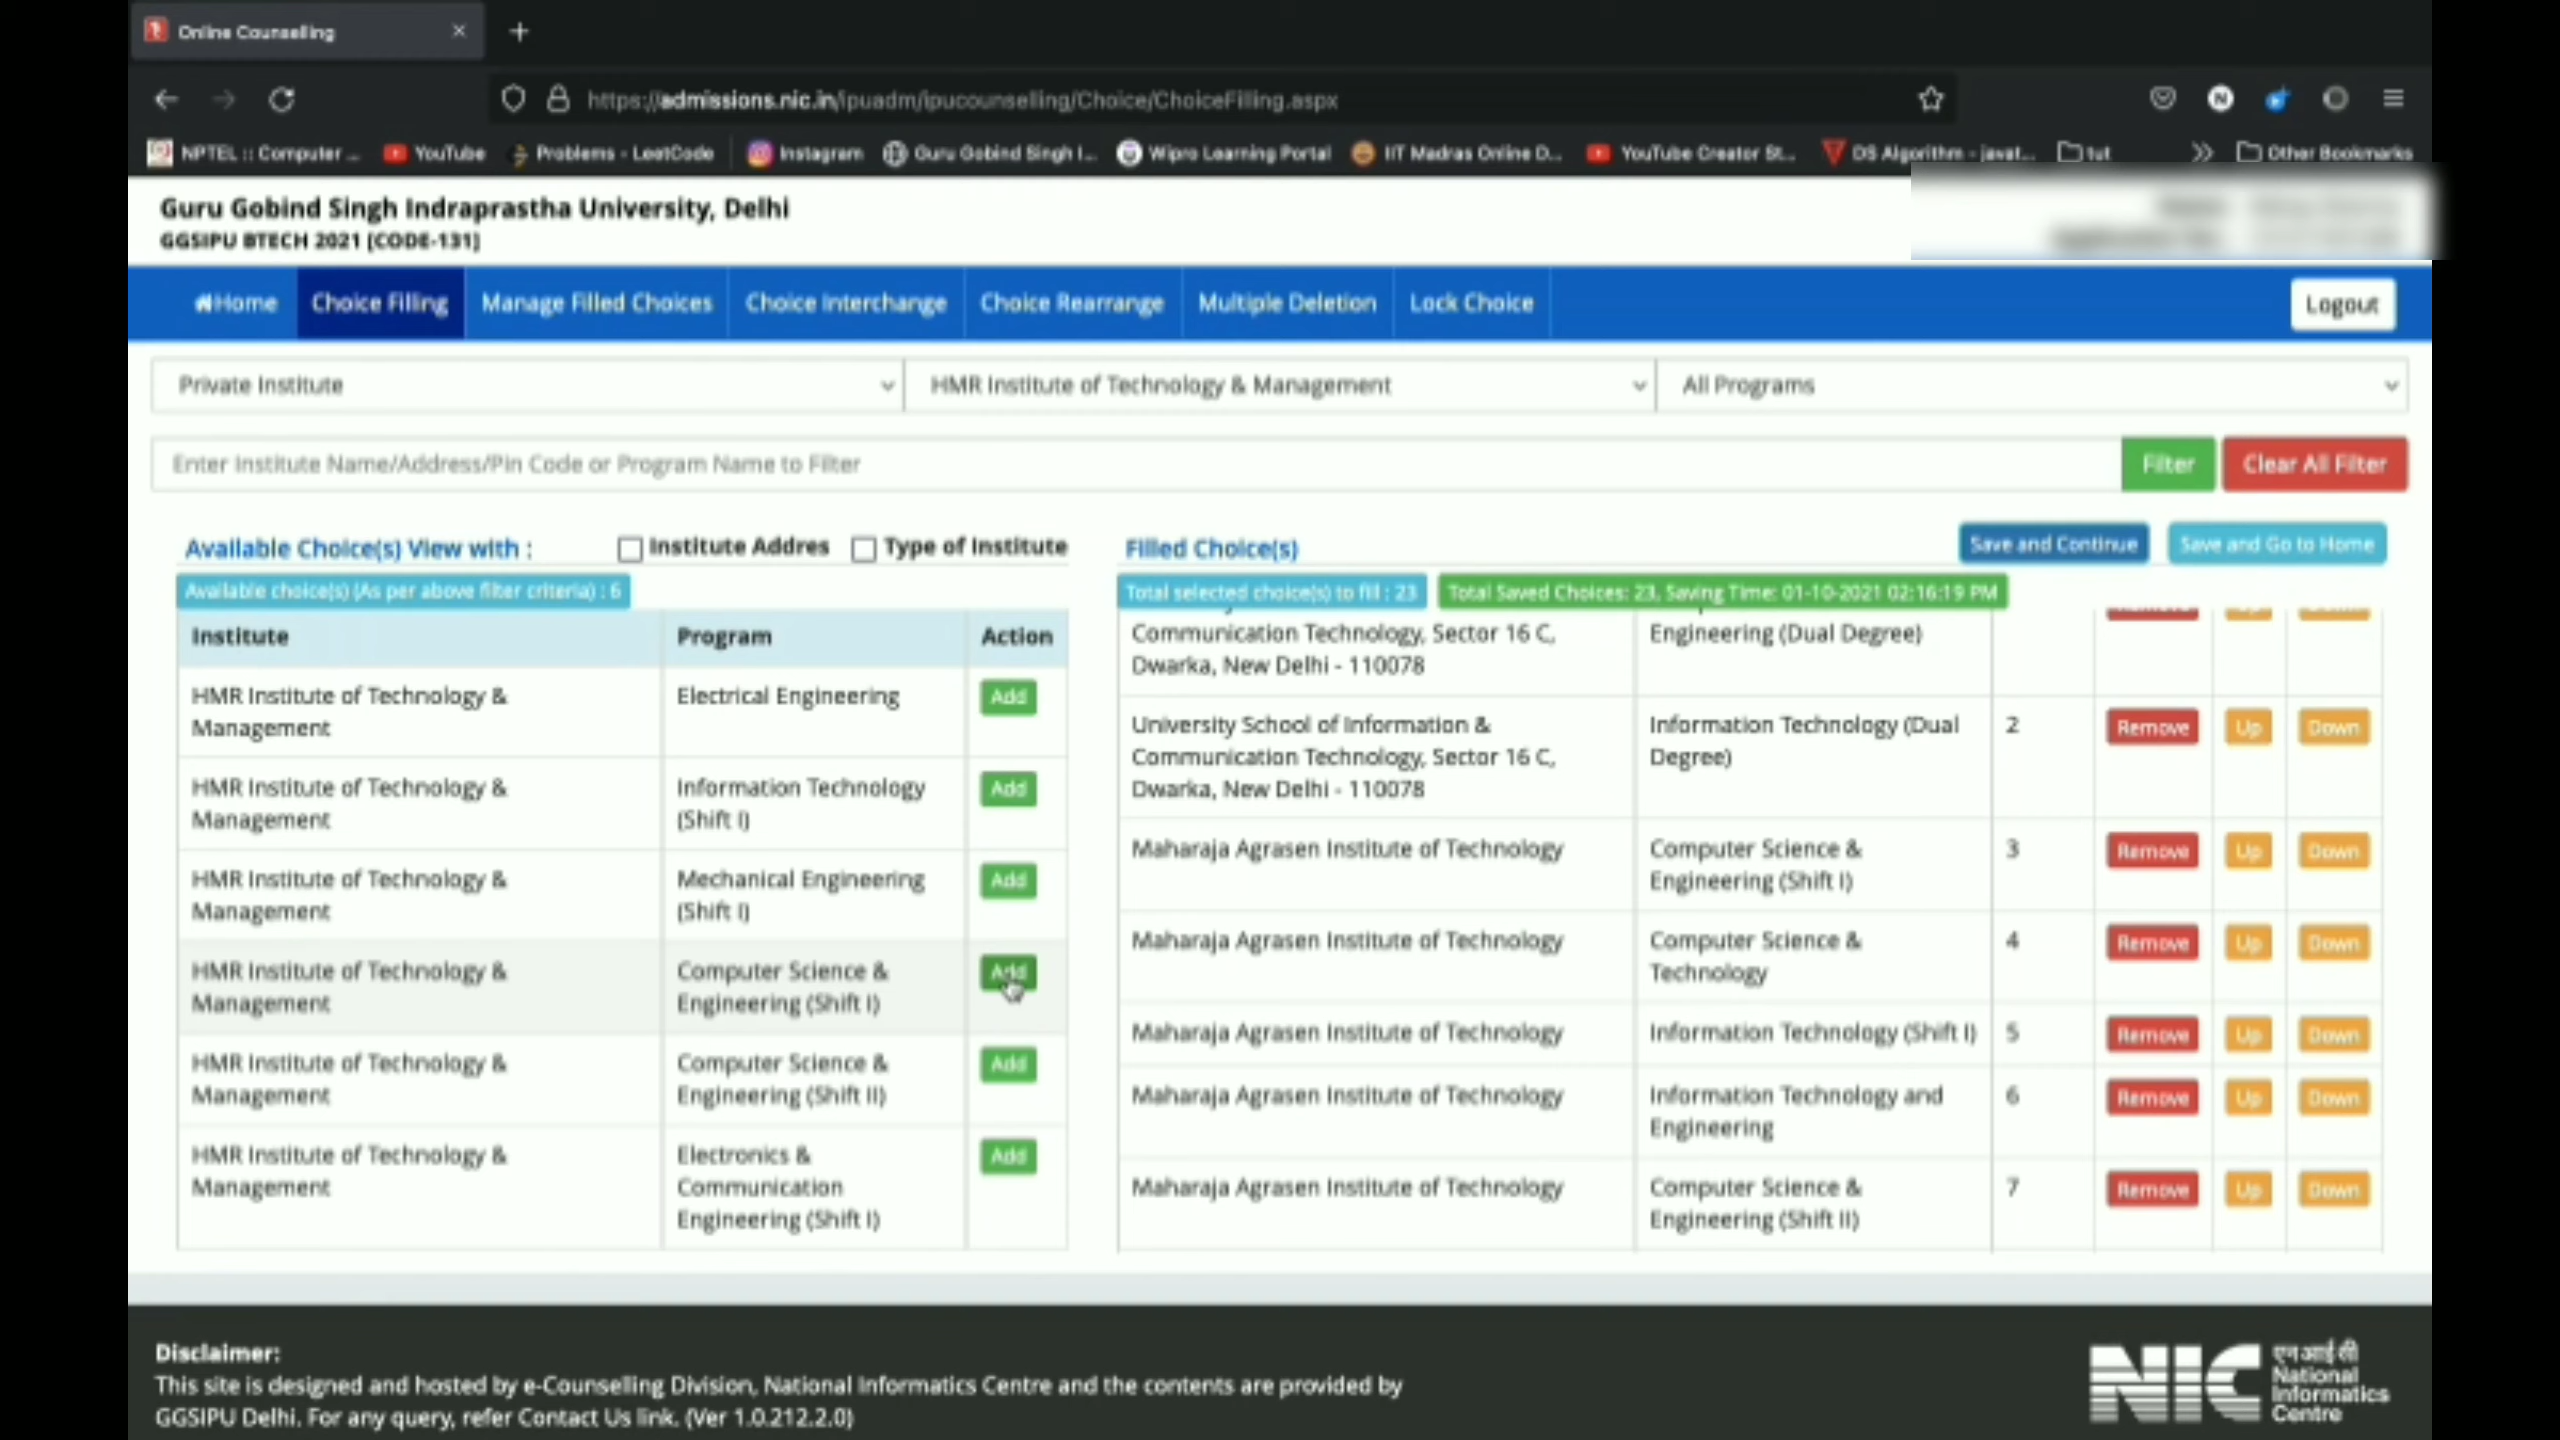 Online Counselling
https://admissions.nic.in/ipuadm/ipucounselling/Choice/ChoiceFilling.aspx
NPTEL :: Computer ...
YouTube
Problems - LeetCode
Instagram
Guru Gobind Singh I...
Wipro Learning Portal
IIT Madras Online D...
YouTube Creator St...
DS Algorithm - javat...
tut
Other Bookmarks
Guru Gobind Singh Indraprastha University, Delhi
GGSIPU BTECH 2021 [CODE-131]
Home
Choice Filling
Manage Filled Choices
Choice Interchange
Choice Rearrange
Multiple Deletion
Lock Choice
Logout
Private Institute
HMR Institute of Technology & Management
All Programs
Enter Institute Name/Address/Pin Code or Program Name to Filter
Filter
Clear All Filter
Available Choice(s) View with :
Institute Addres
Type of Institute
Available choice(s) (As per above filter criteria) : 6
Institute
Program
Action
HMR Institute of Technology &
Management
Electrical Engineering
Add
HMR Institute of Technology &
Management
Information Technology
(Shift I)
Add
HMR Institute of Technology &
Management
Mechanical Engineering
(Shift I)
Add
HMR Institute of Technology &
Management
Computer Science &
Engineering (Shift I)
Add
HMR Institute of Technology &
Management
Computer Science &
Engineering (Shift II)
Add
HMR Institute of Technology &
Management
Electronics &
Communication
Engineering (Shift I)
Add
Filled Choice(s)
Save and Continue
Save and Go to Home
Total selected choice(s) to fill : 23
Total Saved Choices: 23, Saving Time: 01-10-2021 02:16:19 PM
Communication Technology, Sector 16 C,
Dwarka, New Delhi - 110078
Engineering (Dual Degree)
University School of Information &
Communication Technology, Sector 16 C,
Dwarka, New Delhi - 110078
Information Technology (Dual
Degree)
2
Remove
Up
Down
Maharaja Agrasen Institute of Technology
Computer Science &
Engineering (Shift I)
3
Remove
Up
Down
Maharaja Agrasen Institute of Technology
Computer Science &
Technology
4
Remove
Up
Down
Maharaja Agrasen Institute of Technology
Information Technology (Shift I)
5
Remove
Up
Down
Maharaja Agrasen Institute of Technology
Information Technology and
Engineering
6
Remove
Up
Down
Maharaja Agrasen Institute of Technology
Computer Science &
Engineering (Shift II)
7
Remove
Up
Down
Disclaimer:
This site is designed and hosted by e-Counselling Division, National Informatics Centre and the contents are provided by
GGSIPU Delhi. For any query, refer Contact Us link. (Ver 1.0.212.2.0)
NIC
एन आई सी
National
Informatics
Centre